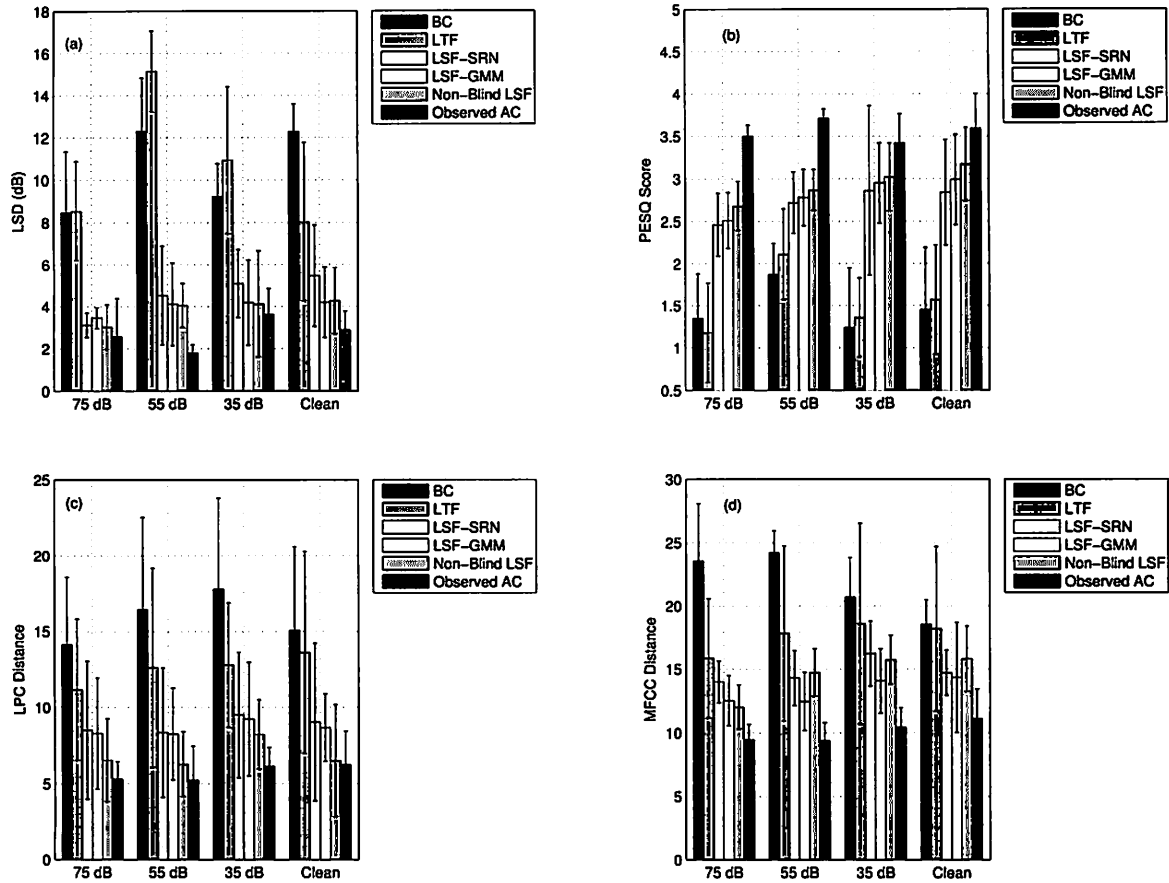 (a)
LSD (dB)
18
16
14
12
10
8
6
4
2
0
75 dB 55 dB 35 dB Clean
BC
LTF
LSF-SRN
LSF-GMM
Non-Blind LSF
Observed AC
(b)
PESQ Score
5
4.5
4
3.5
3
2.5
2
1.5
1
0.5
75 dB 55 dB 35 dB Clean
BC
LTF
LSF-SRN
LSF-GMM
Non-Blind LSF
Observed AC
(c)
LPC Distance
25
20
15
10
5
0
75 dB 55 dB 35 dB Clean
BC
LTF
LSF-SRN
LSF-GMM
Non-Blind LSF
Observed AC
(d)
MFCC Distance
30
25
20
15
10
5
0
75 dB 55 dB 35 dB Clean
BC
LTF
LSF-SRN
LSF-GMM
Non-Blind LSF
Observed AC